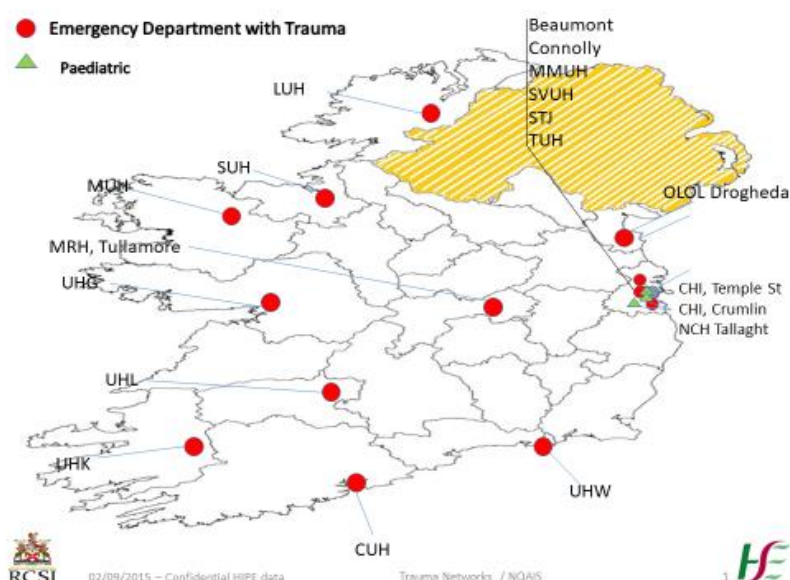 Emergency Department with Trauma
Paediatric
Beaumont
Connolly
MMUH
SVUH
STJ
TUH
LUH
SUH
MUH
OLOL Drogheda
MRH, Tullamore
UHG
CHI, Temple St
CHI, Crumlin
NCH Tallaght
UHL
UHK
UHW
CUH
RCSI
02/09/2015 – Confidential HIPE data
Trauma Networks / NQAIS
1